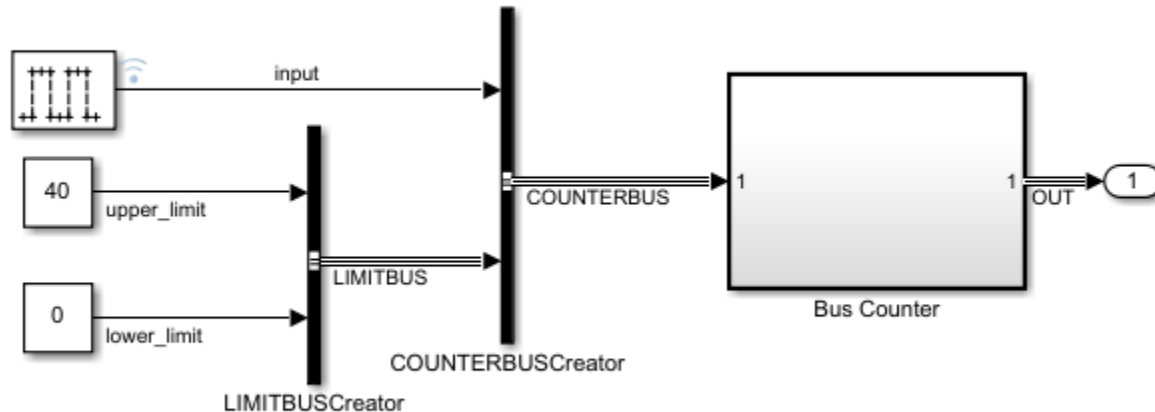 input
40
upper_limit
LIMITBUS
0
lower_limit
LIMITBUSCreator
COUNTERBUS
COUNTERBUSCreator
1
1
Bus Counter
OUT
1